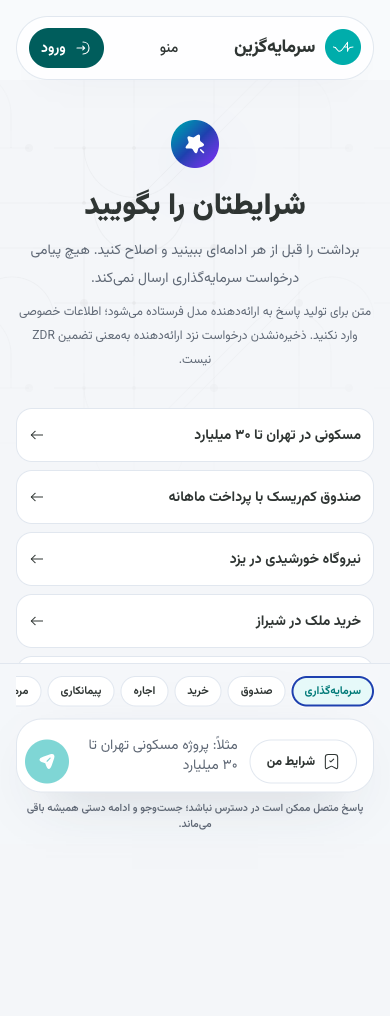 سرمایه‌گزین
منو
ورود
شرایطتان را بگویید
برداشت را قبل از هر ادامه‌ای ببینید و اصلاح کنید. هیچ پیامی
درخواست سرمایه‌گذاری ارسال نمی‌کند.
متن برای تولید پاسخ به ارائه‌دهنده مدل فرستاده می‌شود؛ اطلاعات خصوصی
وارد نکنید. ذخیره‌نشدن درخواست نزد ارائه‌دهنده به‌معنی تضمین ZDR
نیست.
مسکونی در تهران تا ۳۰ میلیارد
صندوق کم‌ریسک با پرداخت ماهانه
نیروگاه خورشیدی در یزد
خرید ملک در شیراز
سرمایه‌گذاری
صندوق
خرید
اجاره
پیمانکاری
شرایط من
مثلاً: پروژه مسکونی تهران تا
۳۰ میلیارد
پاسخ متصل ممکن است در دسترس نباشد؛ جست‌وجو و ادامه دستی همیشه باقی
می‌ماند.